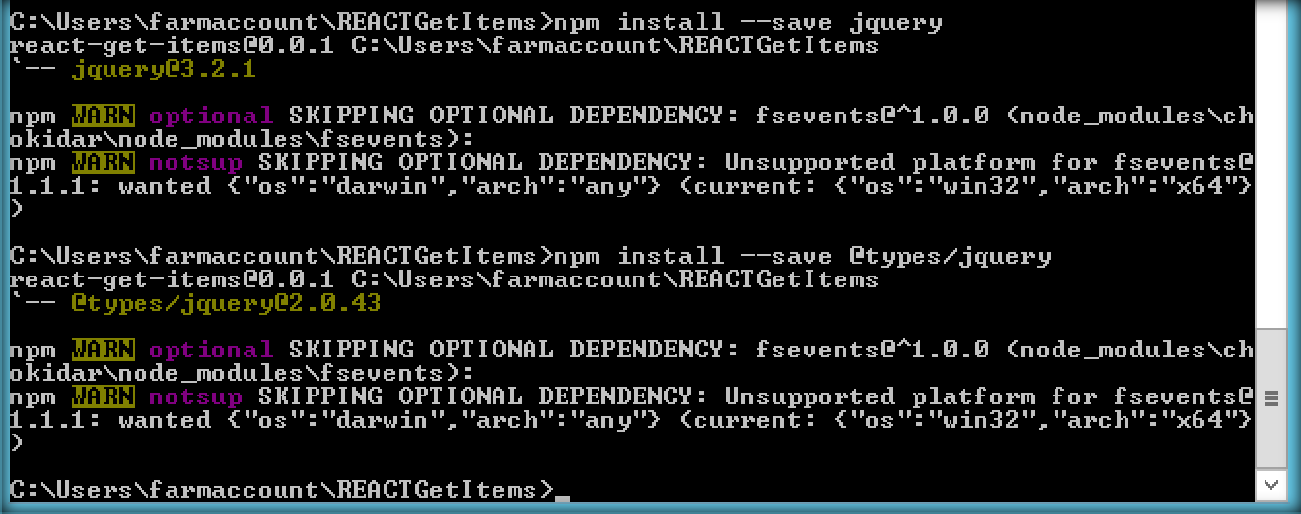 C:\Users\farmaccount\REACTGetItems>npm install --save jquery
react-get-items@0.0.1 C:\Users\farmaccount\REACTGetItems
`-- jquery@3.2.1
npm WARN optional SKIPPING OPTIONAL DEPENDENCY: fsevents@^1.0.0 (node_modules\ch
okidar\node_modules\fsevents):
npm WARN notsup SKIPPING OPTIONAL DEPENDENCY: Unsupported platform for fsevents@
1.1.1: wanted {"os":"darwin","arch":"any"} (current: {"os":"win32","arch":"x64"}
)
C:\Users\farmaccount\REACTGetItems>npm install --save @types/jquery
react-get-items@0.0.1 C:\Users\farmaccount\REACTGetItems
`-- @types/jquery@2.0.43
npm WARN optional SKIPPING OPTIONAL DEPENDENCY: fsevents@^1.0.0 (node_modules\ch
okidar\node_modules\fsevents):
npm WARN notsup SKIPPING OPTIONAL DEPENDENCY: Unsupported platform for fsevents@
1.1.1: wanted {"os":"darwin","arch":"any"} (current: {"os":"win32","arch":"x64"}
)
C:\Users\farmaccount\REACTGetItems>_